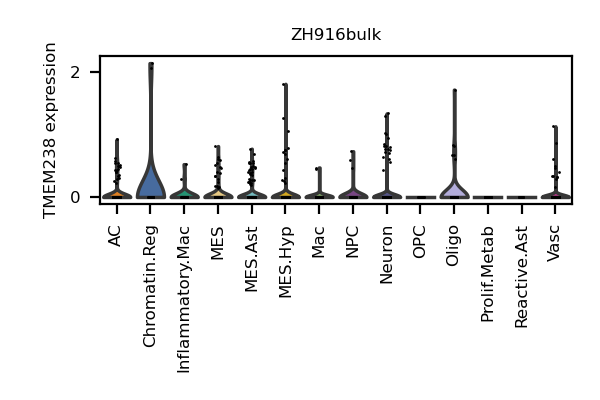 ZH916bulk
TMEM238 expression
2
0
AC
Chromatin.Reg
Inflammatory.Mac
MES
MES.Ast
MES.Hyp
Mac
NPC
Neuron
OPC
Oligo
Prolif.Metab
Reactive.Ast
Vasc